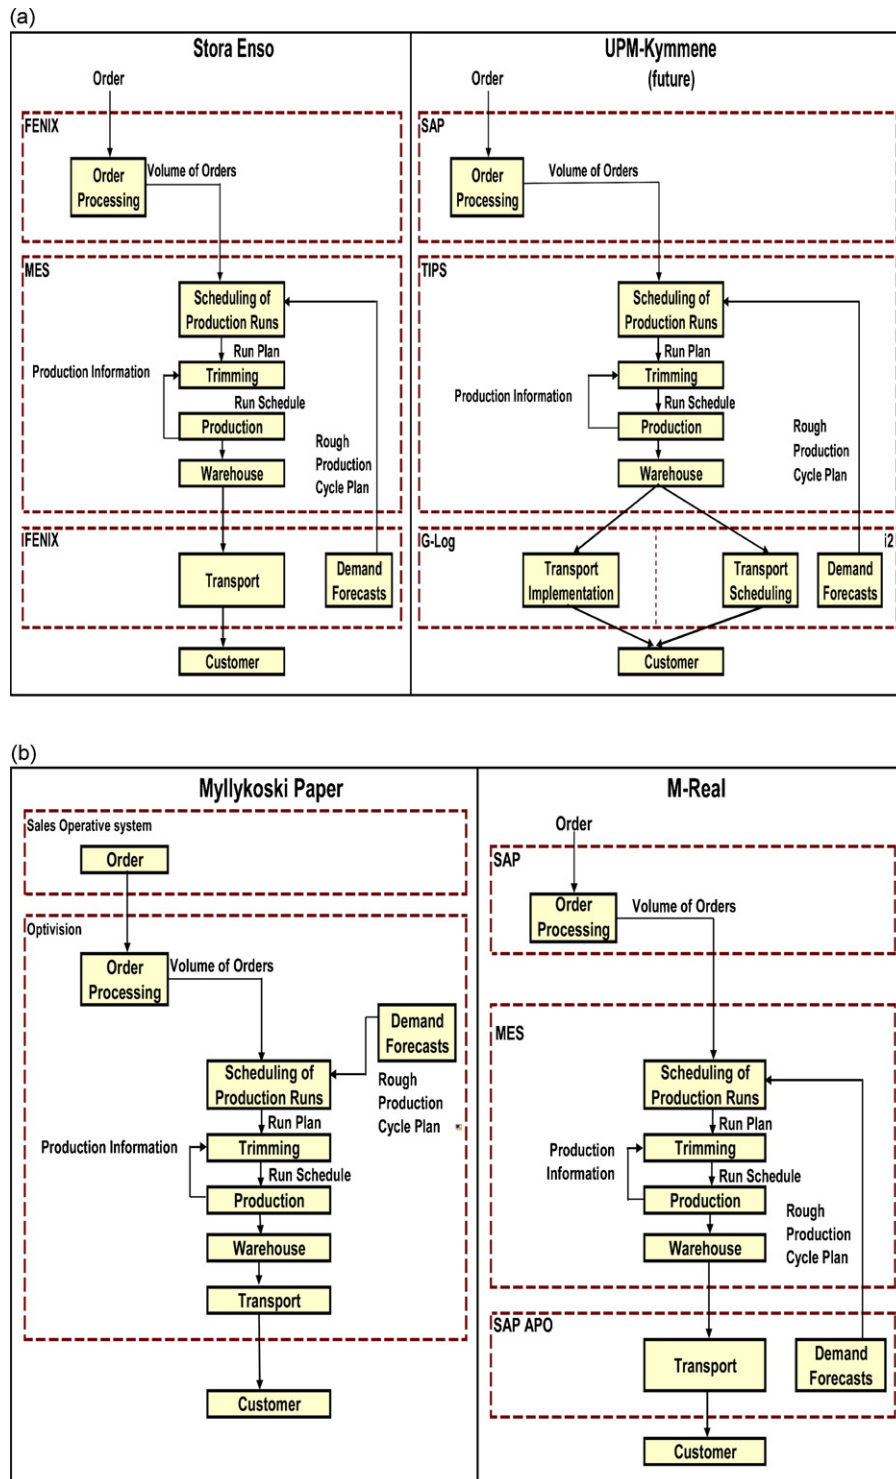 (a)
Stora Enso
Order
FENIX
Order
Processing
Volume of Orders
MES
Scheduling of
Production Runs
Run Plan
Production Information
Trimming
Run Schedule
Production
Rough
Production
Cycle Plan
Warehouse
FENIX
Transport
Demand
Forecasts
Customer
UPM-Kymmene
(future)
Order
SAP
Order
Processing
Volume of Orders
TIPS
Scheduling of
Production Runs
Run Plan
Trimming
Production Information
Run Schedule
Production
Rough
Production
Cycle Plan
Warehouse
G-Log
i2
Transport
Implementation
Transport
Scheduling
Demand
Forecasts
Customer
(b)
Myllykoski Paper
Sales Operative system
Order
Optivision
Order
Processing
Volume of Orders
Demand
Forecasts
Scheduling of
Production Runs
Rough
Production
Cycle Plan
Run Plan
Production Information
Trimming
Run Schedule
Production
Warehouse
Transport
Customer
M-Real
Order
SAP
Order
Processing
Volume of Orders
MES
Scheduling of
Production Runs
Run Plan
Production
Information
Trimming
Run Schedule
Production
Rough
Production
Cycle Plan
Warehouse
SAP APO
Transport
Demand
Forecasts
Customer